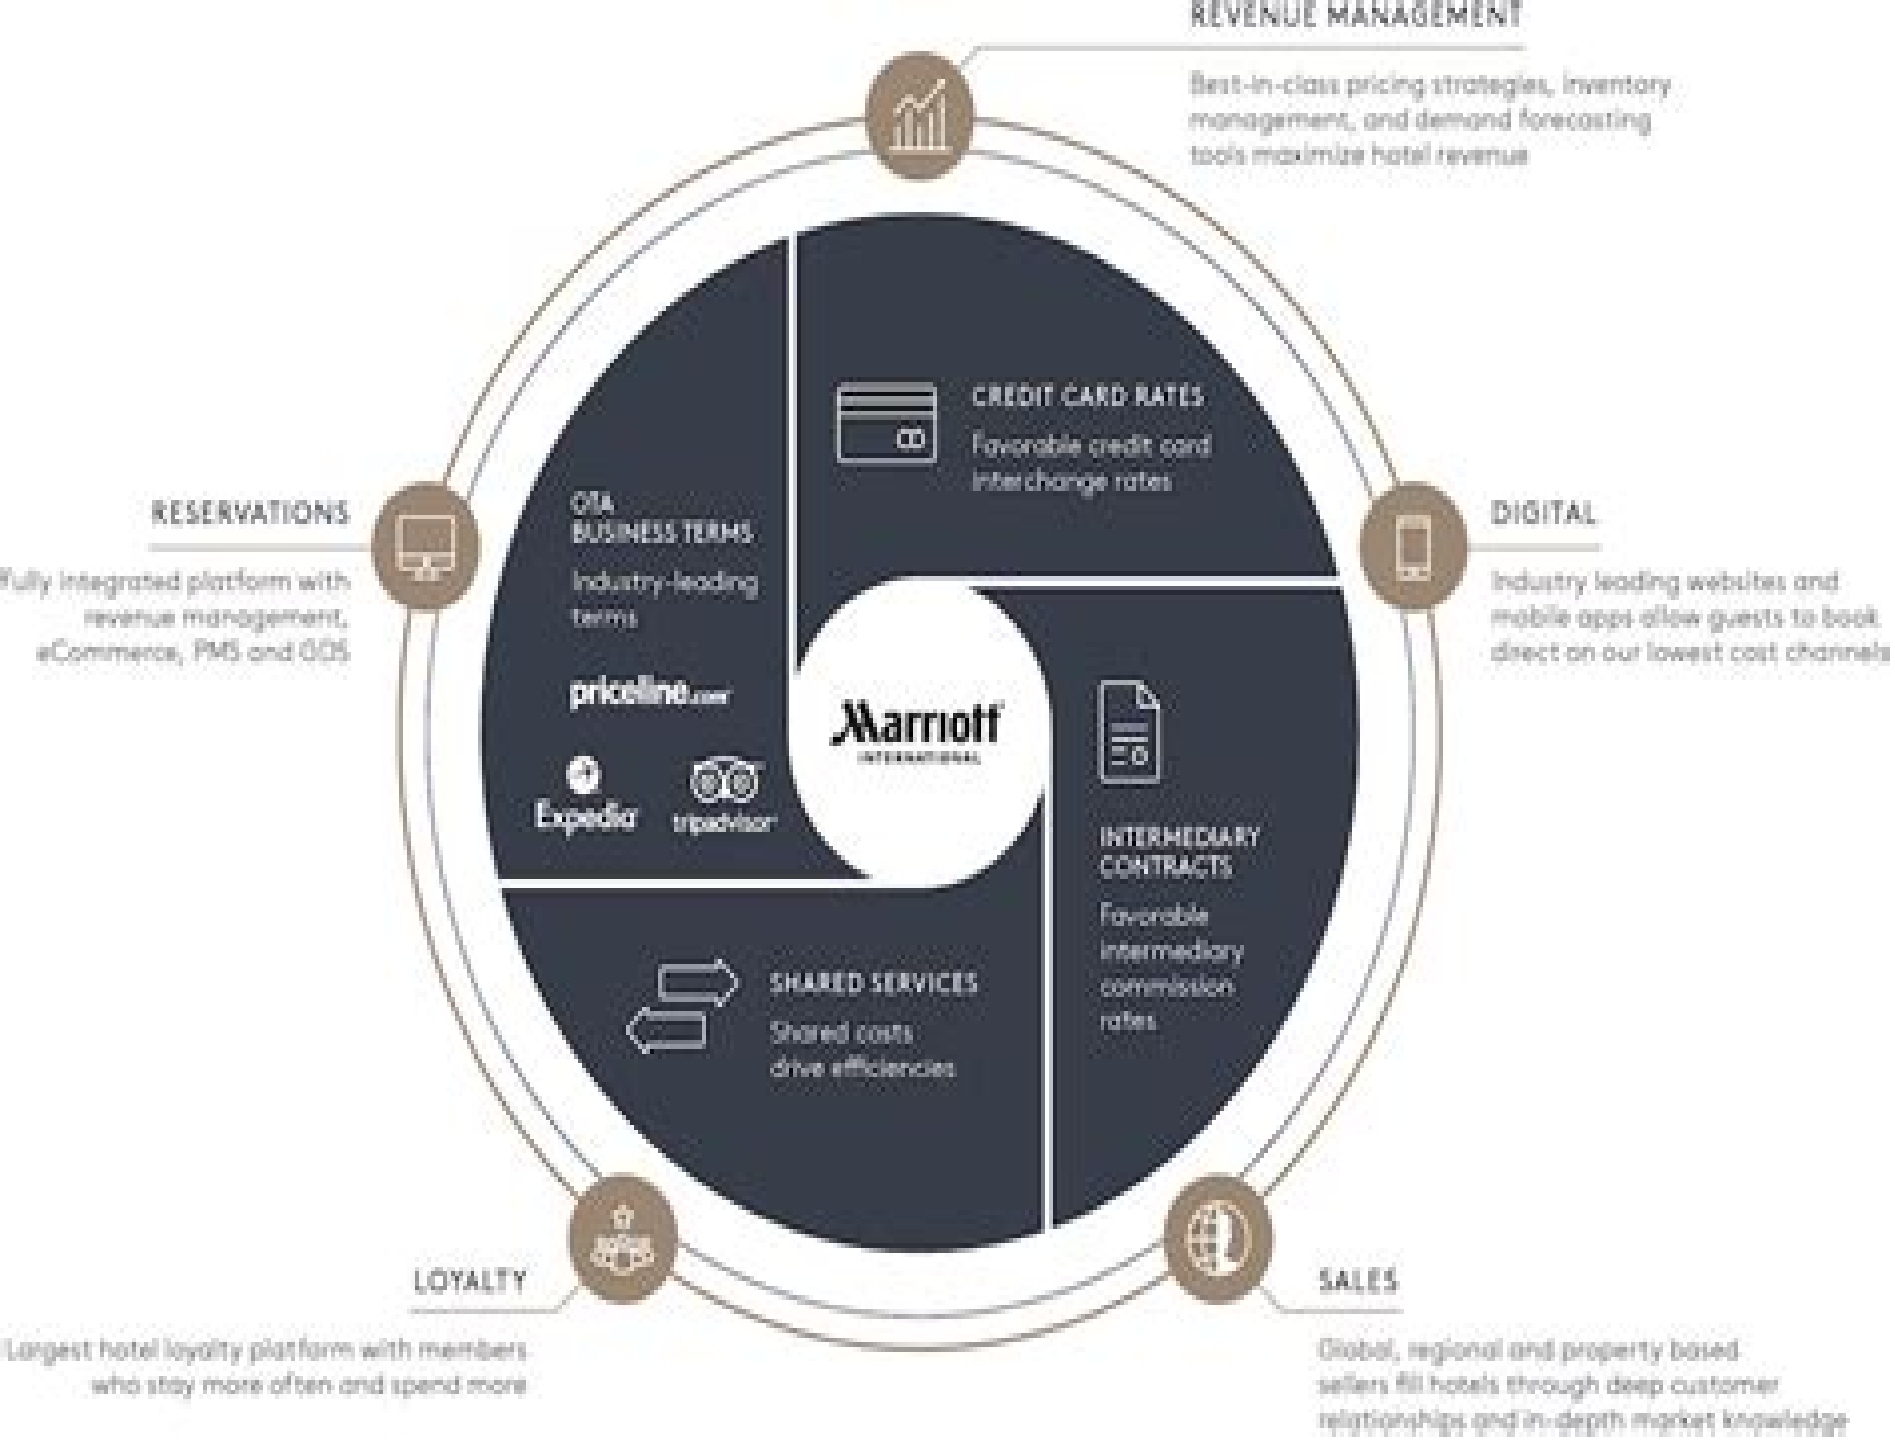 REVENUE MANAGEMENT
Best-in-class pricing strategies, inventory
management, and demand forecasting
tools maximize hotel revenue
CREDIT CARD RATES
Favorable credit card
interchange rates
RESERVATIONS
Fully integrated platform with
revenue management,
eCommerce, PMS and GDS
OTA
BUSINESS TERMS
Industry-leading
terms
priceline.com
Expedia
tripadvisor
Marriott
INTERNATIONAL
DIGITAL
Industry leading websites and
mobile apps allow guests to book
direct on our lowest cost channels
INTERMEDIARY
CONTRACTS
Favorable
intermediary
commission
rates
SHARED SERVICES
Shared costs
drive efficiencies
LOYALTY
Largest hotel loyalty platform with members
who stay more often and spend more
SALES
Global, regional and property based
sellers fill hotels through deep customer
relationships and in-depth market knowledge